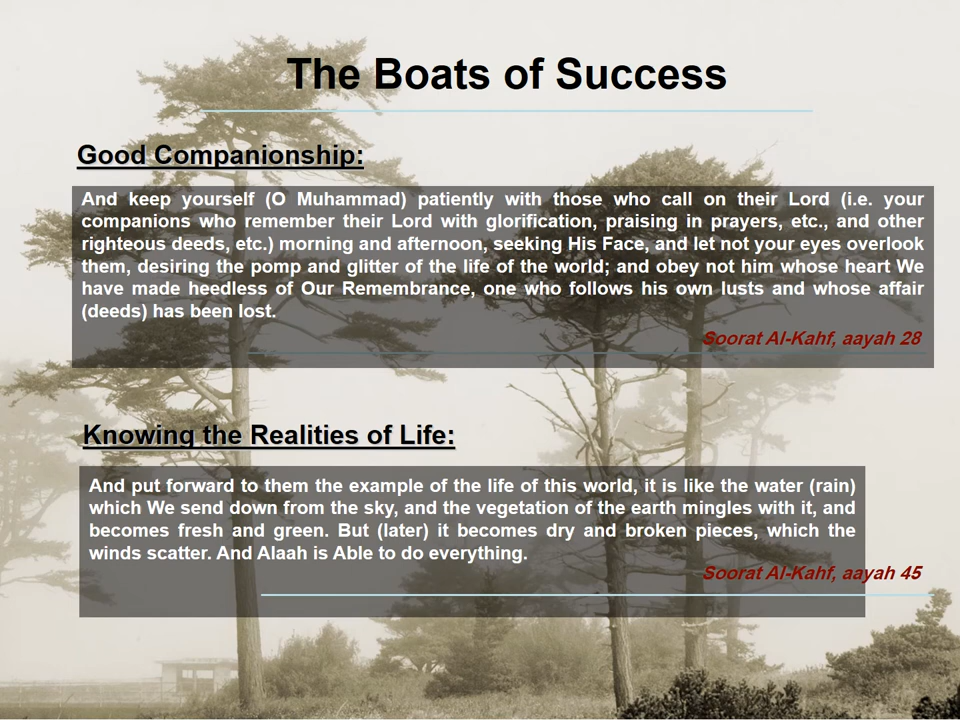 The Boats of Success
Good Companionship:
And keep yourself (O Muhammad) patiently with those who call on their Lord (i.e. your
companions who remember their Lord with glorification, praising in prayers, etc., and other
righteous deeds, etc.) morning and afternoon, seeking His Face, and let not your eyes overlook
them, desiring the pomp and glitter of the life of the world; and obey not him whose heart We
have made heedless of Our Remembrance, one who follows his own lusts and whose affair
(deeds) has been lost.
Soorat Al-Kahf, aayah 28
Knowing the Realities of Life:
And put forward to them the example of the life of this world, it is like the water (rain)
which We send down from the sky, and the vegetation of the earth mingles with it, and
becomes fresh and green. But (later) it becomes dry and broken pieces, which the
winds scatter. And Alaah is Able to do everything.
Soorat Al-Kahf, aayah 45